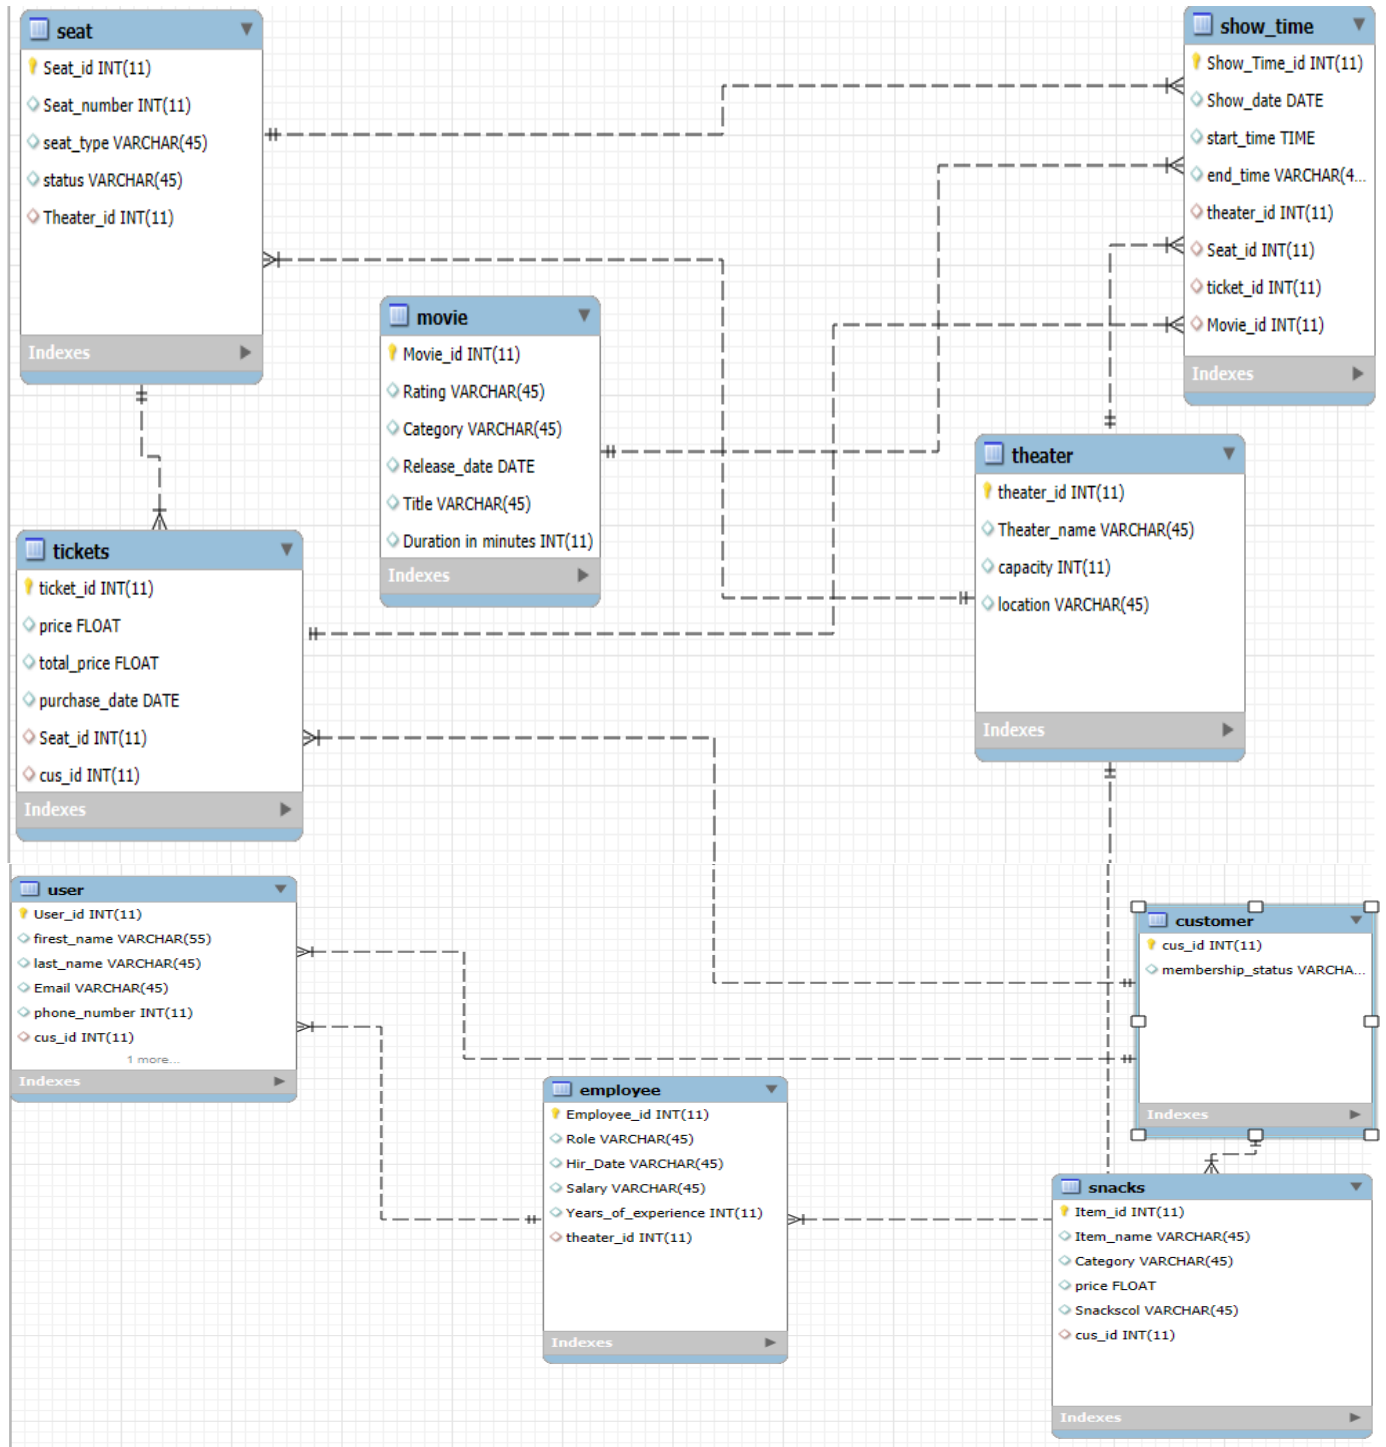 seat
Seat_id INT(11)
Seat_number INT(11)
seat_type VARCHAR(45)
status VARCHAR(45)
Theater_id INT(11)
Indexes
show_time
Show_Time_id INT(11)
Show_date DATE
start_time TIME
end_time VARCHAR(4...
theater_id INT(11)
Seat_id INT(11)
ticket_id INT(11)
Movie_id INT(11)
Indexes
movie
Movie_id INT(11)
Rating VARCHAR(45)
Category VARCHAR(45)
Release_date DATE
Title VARCHAR(45)
Duration in minutes INT(11)
Indexes
theater
theater_id INT(11)
Theater_name VARCHAR(45)
capacity INT(11)
location VARCHAR(45)
Indexes
tickets
ticket_id INT(11)
price FLOAT
total_price FLOAT
purchase_date DATE
Seat_id INT(11)
cus_id INT(11)
Indexes
user
User_id INT(11)
firest_name VARCHAR(55)
last_name VARCHAR(45)
Email VARCHAR(45)
phone_number INT(11)
cus_id INT(11)
1 more...
Indexes
customer
cus_id INT(11)
membership_status VARCHA...
Indexes
employee
Employee_id INT(11)
Role VARCHAR(45)
Hir_Date VARCHAR(45)
Salary VARCHAR(45)
Years_of_experience INT(11)
theater_id INT(11)
Indexes
snacks
Item_id INT(11)
Item_name VARCHAR(45)
Category VARCHAR(45)
price FLOAT
Snackscol VARCHAR(45)
cus_id INT(11)
Indexes